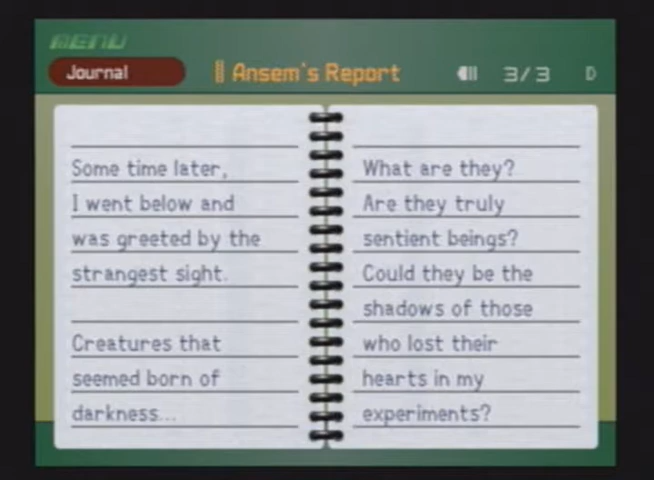 MENU
Journal
Ansem's Report
3/3
D
Some time later,
I went below and
was greeted by the
strangest sight.
Creatures that
seemed born of
darkness...
What are they?
Are they truly
sentient beings?
Could they be the
shadows of those
who lost their
hearts in my
experiments?